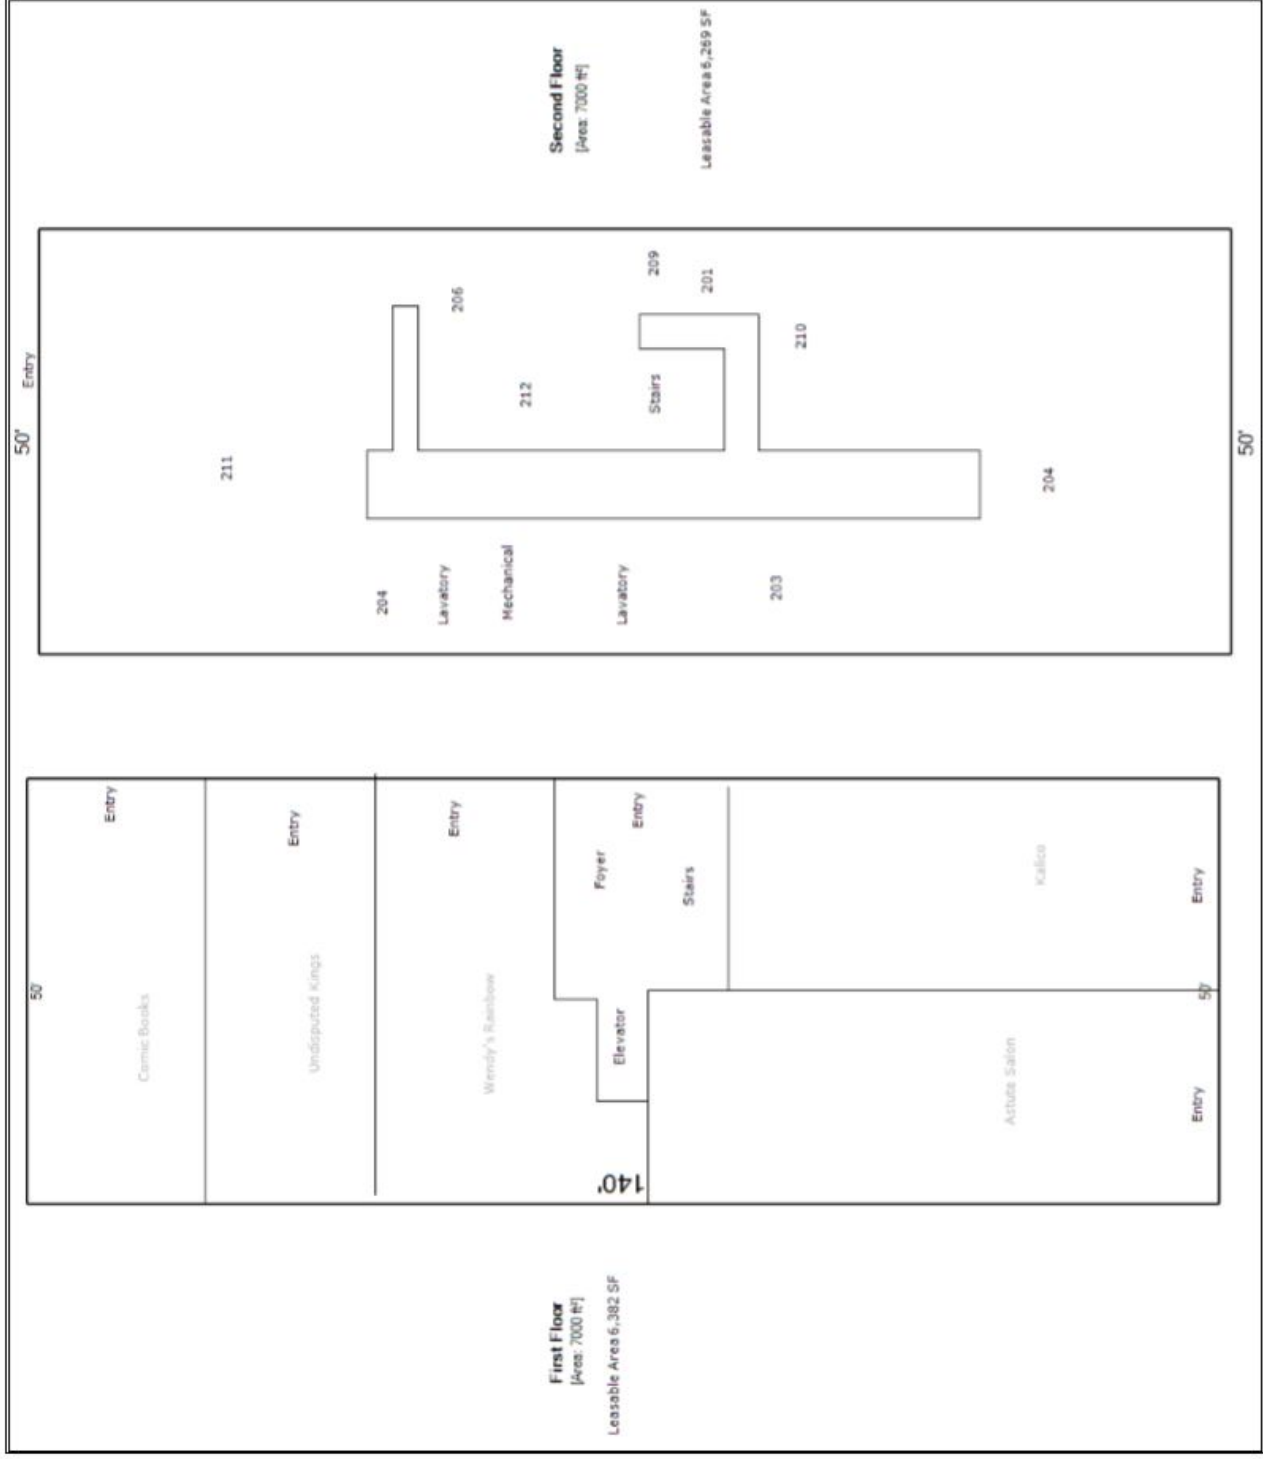 Second Floor
[Area: 7000 ft²]
Leasable Area 6,269 SF
50'
Entry
211
206
212
209
201
Stairs
210
204
204
Lavatory
Mechanical
Lavatory
203
50'
50'
Comic Books
Entry
Undisputed Kings
Entry
Wendy's Rainbow
Entry
Foyer
Entry
Stairs
Elevator
140'
Kalico
Entry
50'
Astute Salon
Entry
First Floor
[Area: 7000 ft²]
Leasable Area 6,382 SF